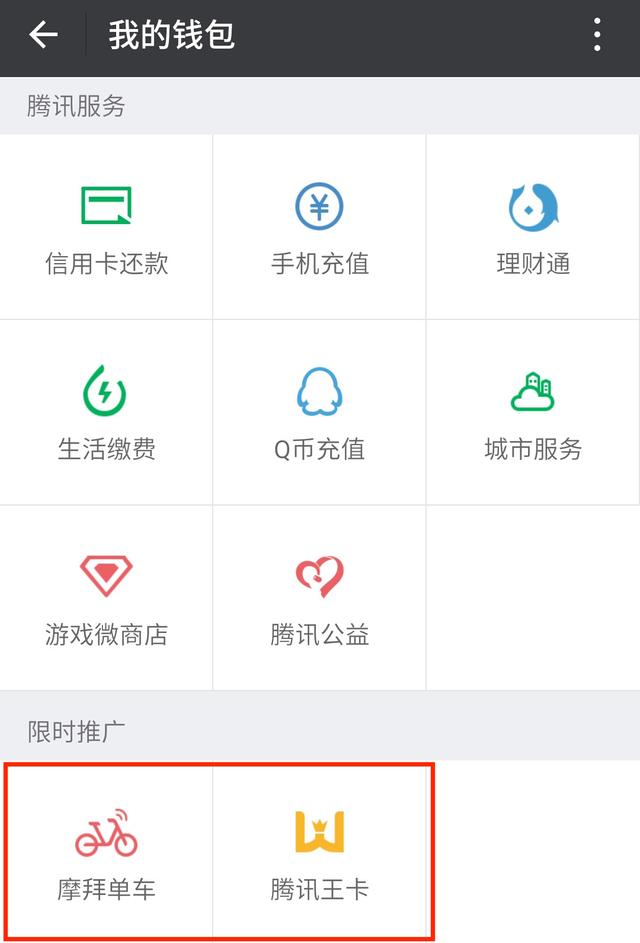 我的钱包
腾讯服务
信用卡还款 手机充值 理财通
生活缴费 Q币充值 城市服务
游戏微商店 腾讯公益
限时推广
摩拜单车 腾讯王卡